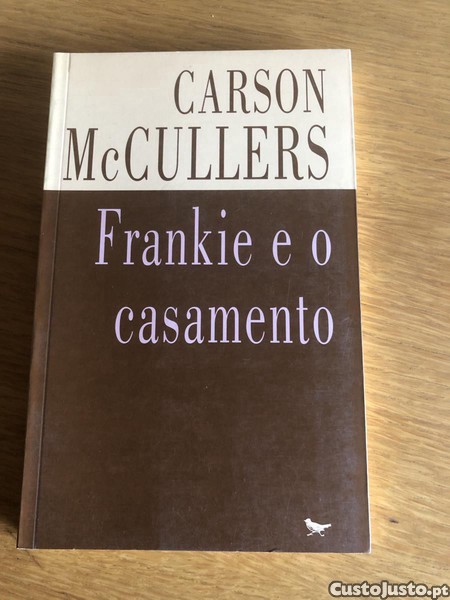 CARSON
McCULLERS
Frankie e o
casamento
CustoJusto.pt